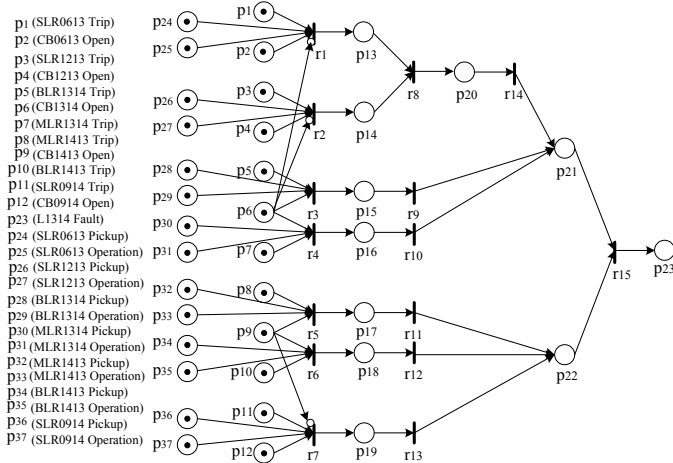 p1 (SLR0613 Trip)
p2 (CB0613 Open)
p3 (SLR1213 Trip)
p4 (CB1213 Open)
p5 (BLR1314 Trip)
p6 (CB1314 Open)
p7 (MLR1314 Trip)
p8 (MLR1413 Trip)
p9 (CB1413 Open)
p10 (BLR1413 Trip)
p11 (SLR0914 Trip)
p12 (CB0914 Open)
p23 (L1314 Fault)
p24 (SLR0613 Pickup)
p25 (SLR0613 Operation)
p26 (SLR1213 Pickup)
p27 (SLR1213 Operation)
p28 (BLR1314 Pickup)
p29 (BLR1314 Operation)
p30 (MLR1314 Pickup)
p31 (MLR1314 Operation)
p32 (MLR1413 Pickup)
p33 (MLR1413 Operation)
p34 (BLR1413 Pickup)
p35 (BLR1413 Operation)
p36 (SLR0914 Pickup)
p37 (SLR0914 Operation)
p24
p25
p26
p27
p28
p29
p30
p31
p32
p33
p34
p35
p36
p37
p1
p2
p3
p4
p5
p6
p7
p8
p9
p10
p11
p12
r1
r2
r3
r4
r5
r6
r7
p13
p14
p15
p16
p17
p18
p19
r8
r9
r10
r11
r12
r13
p20
r14
p21
p22
r15
p23